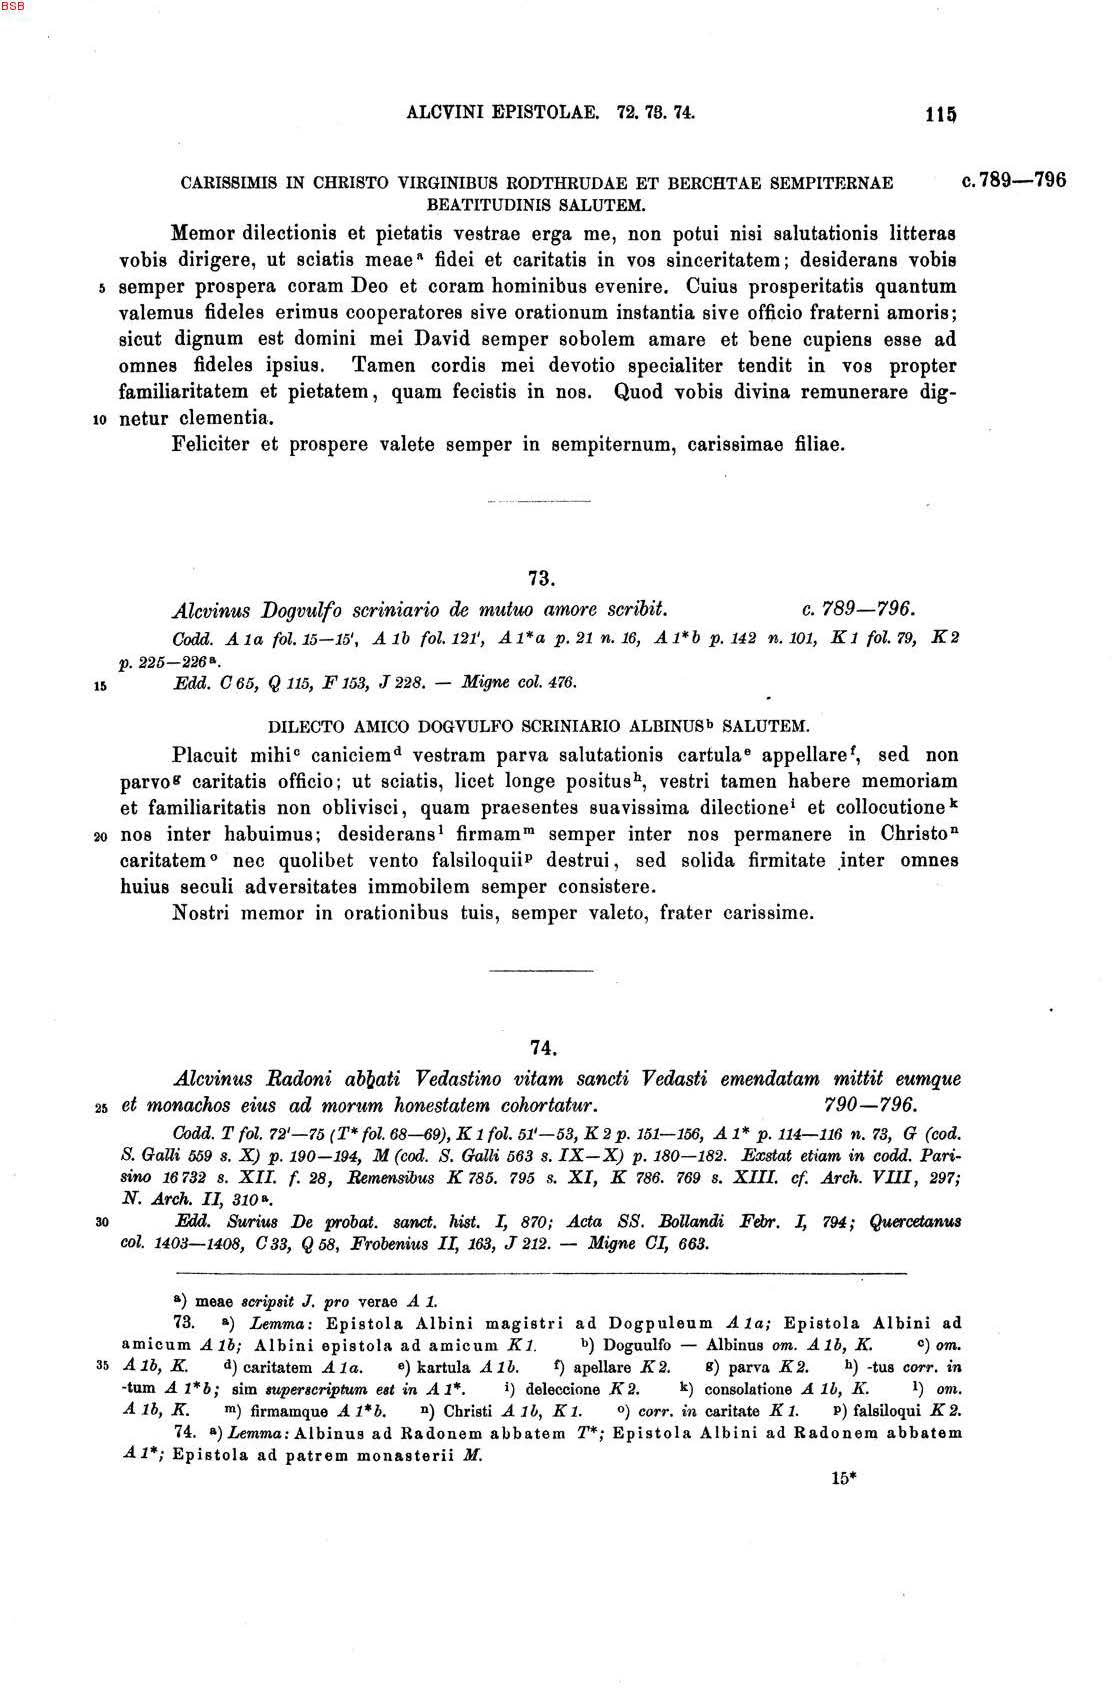 BSB
ALCVINI EPISTOLAE. 72. 73. 74. 115
CARISSIMIS IN CHRISTO VIRGINIBUS RODTHRUDAE ET BERCHTAE SEMPITERNAE c. 789—796
BEATITUDINIS SALUTEM.
Memor dilectionis et pietatis vestrae erga me, non potui nisi salutationis litteras
vobis dirigere, ut sciatis meaeᵃ fidei et caritatis in vos sinceritatem; desiderans vobis
5 semper prospera coram Deo et coram hominibus evenire. Cuius prosperitatis quantum
valemus fideles erimus cooperatores sive orationum instantia sive officio fraterni amoris;
sicut dignum est domini mei David semper sobolem amare et bene cupiens esse ad
omnes fideles ipsius. Tamen cordis mei devotio specialiter tendit in vos propter
familiaritatem et pietatem, quam fecistis in nos. Quod vobis divina remunerare dig-
10 netur clementia.
Feliciter et prospere valete semper in sempiternum, carissimae filiae.
73.
Alcvinus Dogvulfo scriniario de mutuo amore scribit. c. 789—796.
Codd. A 1a fol. 15—15', A 1b fol. 121', A 1*a p. 21 n. 16, A 1*b p. 142 n. 101, K 1 fol. 79, K 2
p. 225—226ᵃ.
15 Edd. C 65, Q 115, F 153, J 228. — Migne col. 476.
DILECTO AMICO DOGVULFO SCRINIARIO ALBINUSᵇ SALUTEM.
Placuit mihiᶜ caniciemᵈ vestram parva salutationis cartulaᵉ appellareᶠ, sed non
parvoᵍ caritatis officio; ut sciatis, licet longe positusʰ, vestri tamen habere memoriam
et familiaritatis non oblivisci, quam praesentes suavissima dilectioneⁱ et collocutioneᵏ
20 nos inter habuimus; desideransˡ firmamᵐ semper inter nos permanere in Christoⁿ
caritatemᵒ nec quolibet vento falsiloquiiᵖ destrui, sed solida firmitate inter omnes
huius seculi adversitates immobilem semper consistere.
Nostri memor in orationibus tuis, semper valeto, frater carissime.
74.
Alcvinus Radoni abbati Vedastino vitam sancti Vedasti emendatam mittit eumque
25 et monachos eius ad morum honestatem cohortatur. 790—796.
Codd. T fol. 72'—75 (T* fol. 68—69), K 1 fol. 51'—53, K 2 p. 151—156, A 1* p. 114—116 n. 73, G (cod.
S. Galli 559 s. X) p. 190—194, M (cod. S. Galli 563 s. IX—X) p. 180—182. Exstat etiam in codd. Pari-
sino 16732 s. XII. f. 28, Remensibus K 785. 795 s. XI, K 786. 769 s. XIII. cf. Arch. VIII, 297;
N. Arch. II, 310ᵃ.
30 Edd. Surius De probat. sanct. hist. I, 870; Acta SS. Bollandi Febr. I, 794; Quercetanus
col. 1403—1408, C 33, Q 58, Frobenius II, 163, J 212. — Migne CI, 663.
ᵃ) meae scripsit J. pro verae A 1.
73. ᵃ) Lemma: Epistola Albini magistri ad Dogpuleum A 1a; Epistola Albini ad
amicum A 1b; Albini epistola ad amicum K 1. ᵇ) Doguulfo — Albinus om. A 1b, K. ᶜ) om.
35 A 1b, K. ᵈ) caritatem A 1a. ᵉ) kartula A 1b. ᶠ) apellare K 2. ᵍ) parva K 2. ʰ) -tus corr. in
-tum A 1*b; sim superscriptum est in A 1*. ⁱ) deleccione K 2. ᵏ) consolatione A 1b, K. ˡ) om.
A 1b, K. ᵐ) firmamque A 1*b. ⁿ) Christi A 1b, K 1. ᵒ) corr. in caritate K 1. ᵖ) falsiloqui K 2.
74. ᵃ) Lemma: Albinus ad Radonem abbatem T*; Epistola Albini ad Radonem abbatem
A 1*; Epistola ad patrem monasterii M.
15*